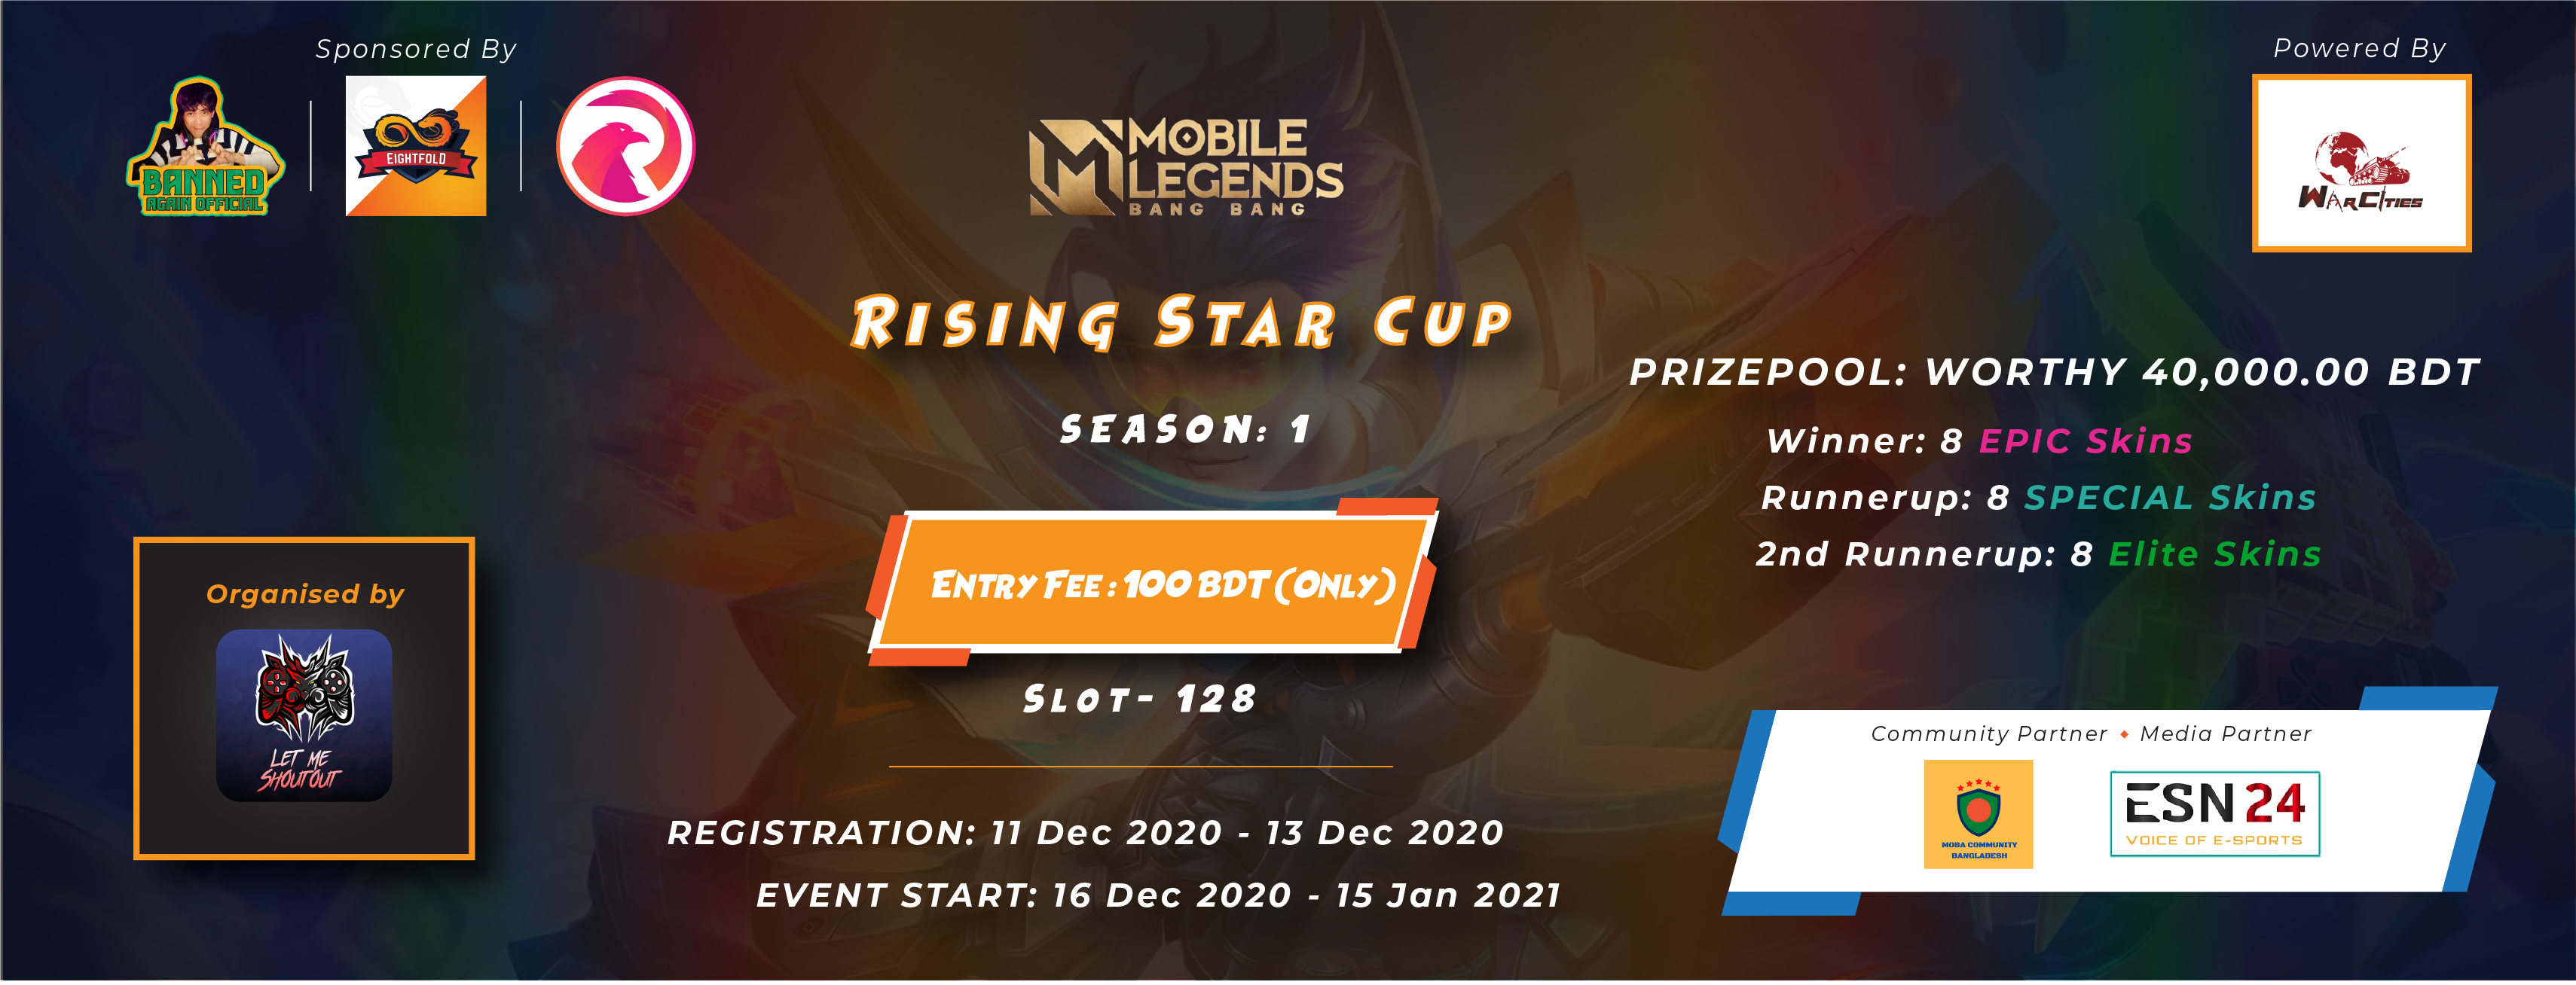 Sponsored By
BANNED
AGAIN OFFICIAL
EIGHTFOLD
MOBILE
LEGENDS
BANG BANG
Powered By
WARCITIES
RISING STAR CUP
SEASON: 1
ENTRY FEE : 100 BDT (ONLY)
SLOT- 128
REGISTRATION: 11 Dec 2020 - 13 Dec 2020
EVENT START: 16 Dec 2020 - 15 Jan 2021
PRIZEPOOL: WORTHY 40,000.00 BDT
Winner: 8 EPIC Skins
Runnerup: 8 SPECIAL Skins
2nd Runnerup: 8 Elite Skins
Organised by
LET ME
SHOUTOUT
Community Partner ⬥ Media Partner
MOBA COMMUNITY
BANGLADESH
ESN 24
VOICE OF E-SPORTS